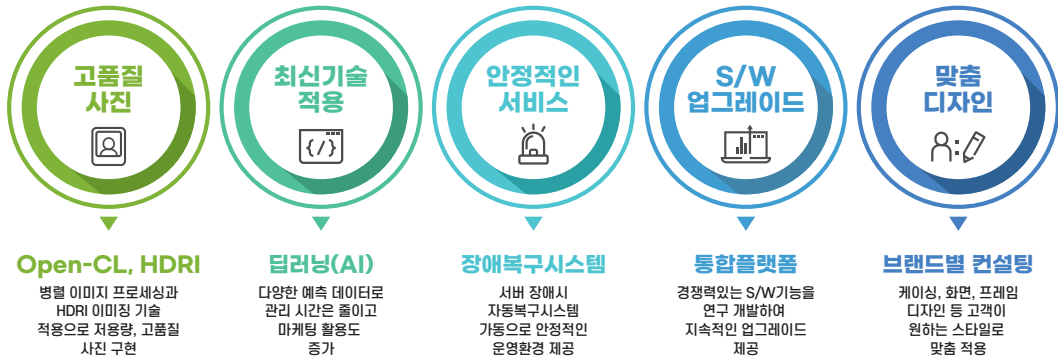 고품질
사진
최신기술
적용
{/}
안정적인
서비스
S/W
업그레이드
맞춤
디자인
Open-CL, HDRI
병렬 이미지 프로세싱과
HDRI 이미징 기술
적용으로 저용량, 고품질
사진 구현
딥러닝(AI)
다양한 예측 데이터로
관리 시간은 줄이고
마케팅 활용도
증가
장애복구시스템
서버 장애시
자동복구시스템
가동으로 안정적인
운영환경 제공
통합플랫폼
경쟁력있는 S/W기능을
연구 개발하여
지속적인 업그레이드
제공
브랜드별 컨설팅
케이싱, 화면, 프레임
디자인 등 고객이
원하는 스타일로
맞춤 적용